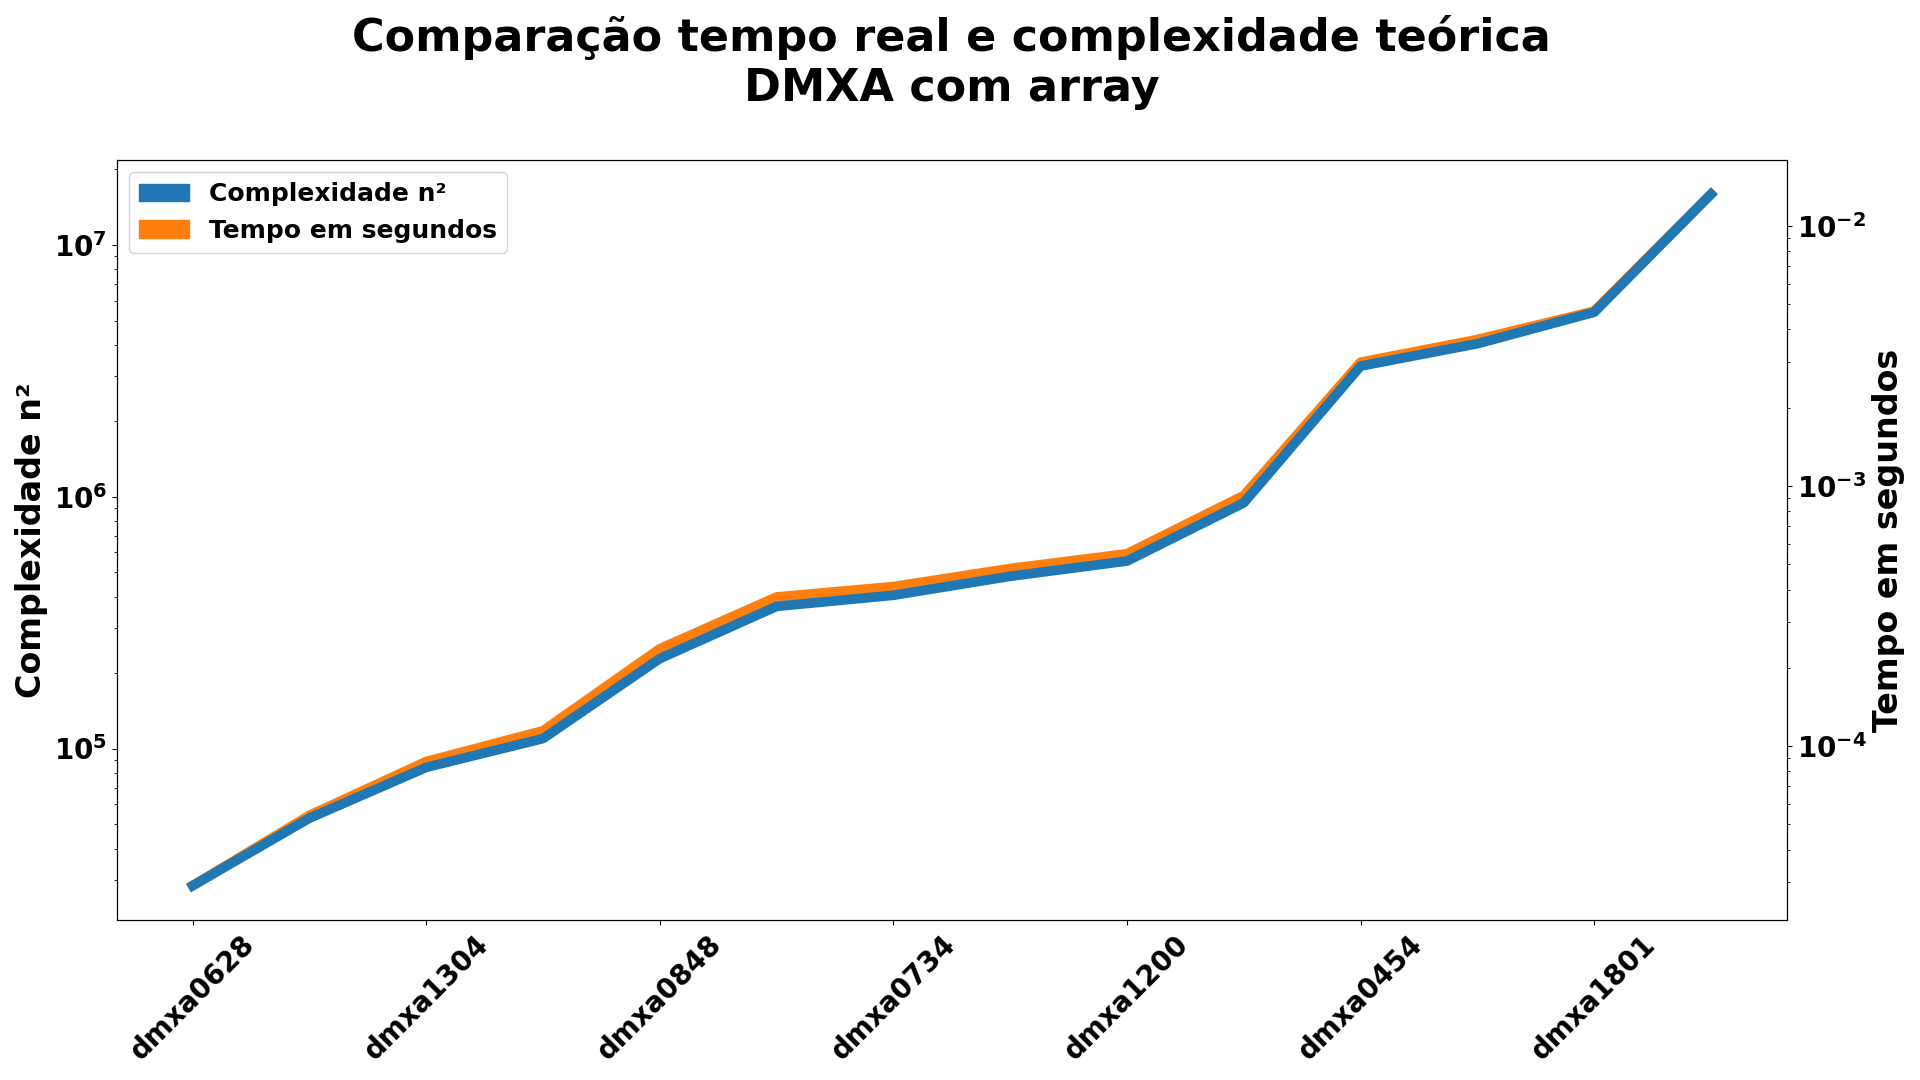 Comparação tempo real e complexidade teórica
DMXA com array
Complexidade n²
Tempo em segundos
10⁷
10⁶
10⁵
Complexidade n²
10⁻²
10⁻³
10⁻⁴
Tempo em segundos
dmxa0628
dmxa1304
dmxa0848
dmxa0734
dmxa1200
dmxa0454
dmxa1801